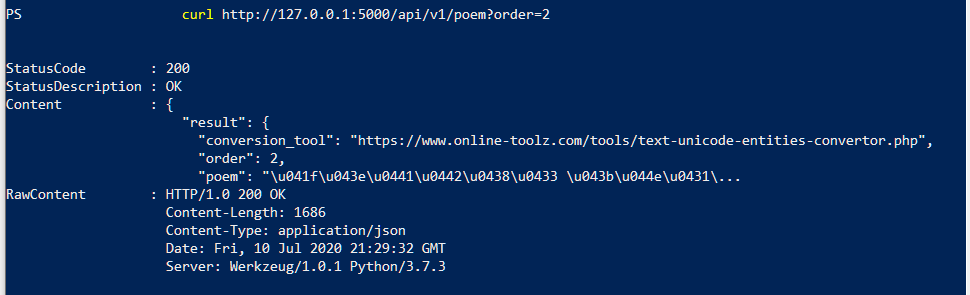 PS curl http://127.0.0.1:5000/api/v1/poem?order=2
StatusCode : 200
StatusDescription : OK
Content : {
"result": {
"conversion_tool": "https://www.online-toolz.com/tools/text-unicode-entities-convertor.php",
"order": 2,
"poem": "\u041f\u043e\u0441\u0442\u0438\u0433 \u043b\u044e\u0431\...
RawContent : HTTP/1.0 200 OK
Content-Length: 1686
Content-Type: application/json
Date: Fri, 10 Jul 2020 21:29:32 GMT
Server: Werkzeug/1.0.1 Python/3.7.3